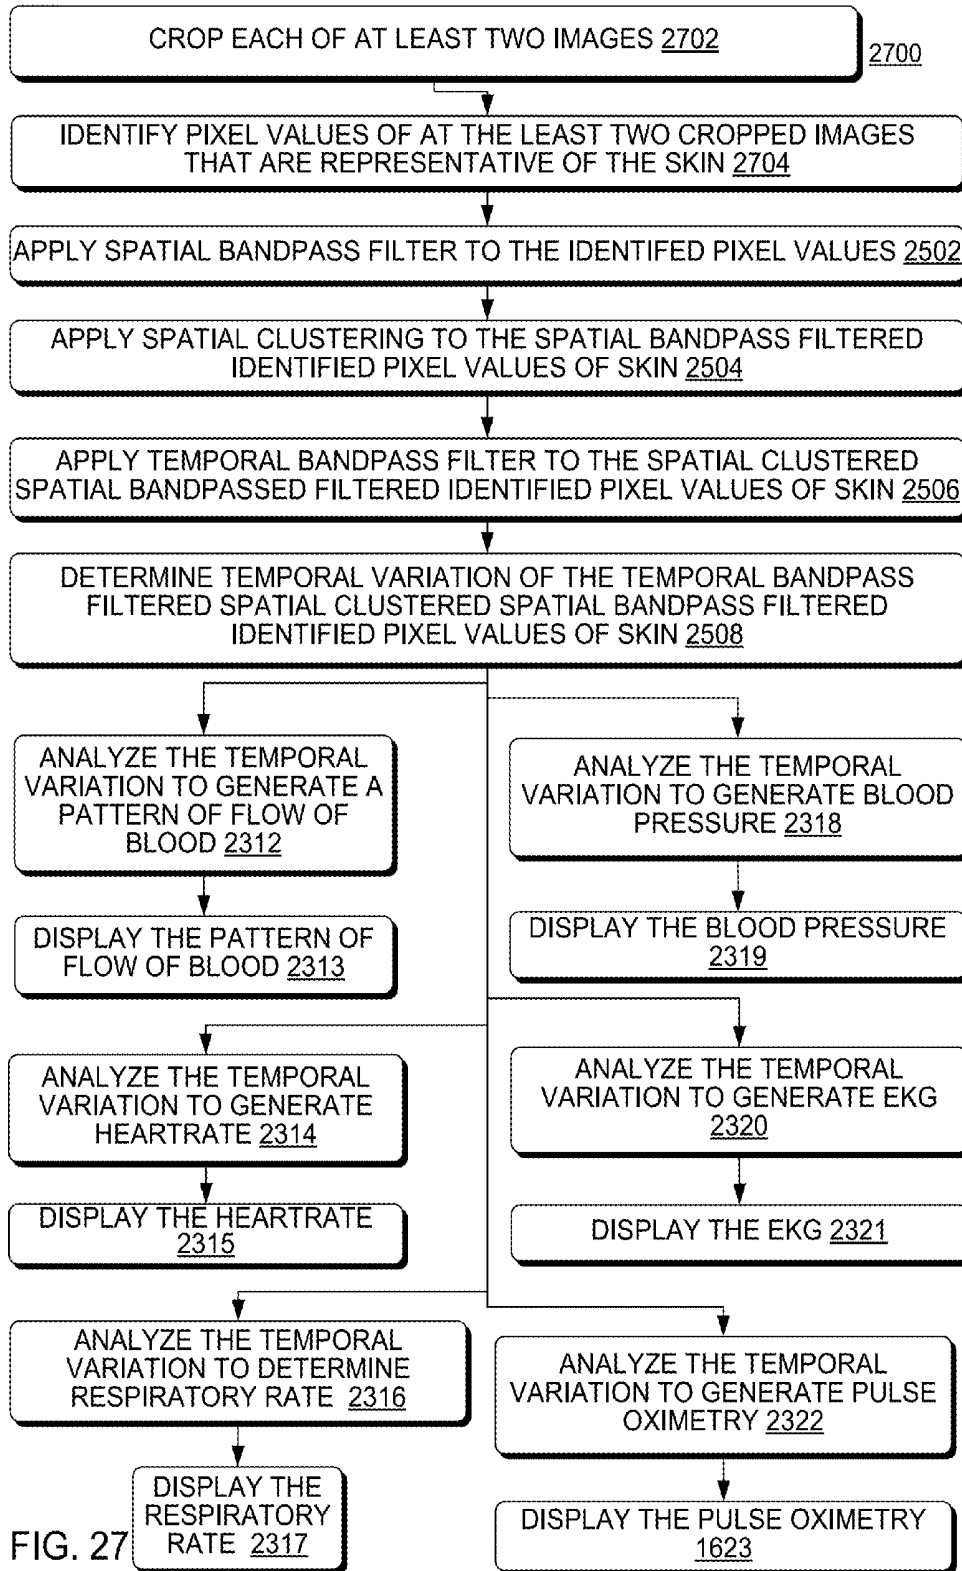 CROP EACH OF AT LEAST TWO IMAGES 2702
2700
IDENTIFY PIXEL VALUES OF AT THE LEAST TWO CROPPED IMAGES
THAT ARE REPRESENTATIVE OF THE SKIN 2704
APPLY SPATIAL BANDPASS FILTER TO THE IDENTIFED PIXEL VALUES 2502
APPLY SPATIAL CLUSTERING TO THE SPATIAL BANDPASS FILTERED
IDENTIFIED PIXEL VALUES OF SKIN 2504
APPLY TEMPORAL BANDPASS FILTER TO THE SPATIAL CLUSTERED
SPATIAL BANDPASSED FILTERED IDENTIFIED PIXEL VALUES OF SKIN 2506
DETERMINE TEMPORAL VARIATION OF THE TEMPORAL BANDPASS
FILTERED SPATIAL CLUSTERED SPATIAL BANDPASS FILTERED
IDENTIFIED PIXEL VALUES OF SKIN 2508
ANALYZE THE TEMPORAL
VARIATION TO GENERATE A
PATTERN OF FLOW OF
BLOOD 2312
DISPLAY THE PATTERN OF
FLOW OF BLOOD 2313
ANALYZE THE TEMPORAL
VARIATION TO GENERATE BLOOD
PRESSURE 2318
DISPLAY THE BLOOD PRESSURE
2319
ANALYZE THE TEMPORAL
VARIATION TO GENERATE
HEARTRATE 2314
DISPLAY THE HEARTRATE
2315
ANALYZE THE TEMPORAL
VARIATION TO GENERATE EKG
2320
DISPLAY THE EKG 2321
ANALYZE THE TEMPORAL
VARIATION TO DETERMINE
RESPIRATORY RATE 2316
DISPLAY THE
RESPIRATORY
RATE 2317
ANALYZE THE TEMPORAL
VARIATION TO GENERATE PULSE
OXIMETRY 2322
DISPLAY THE PULSE OXIMETRY
1623
FIG. 27